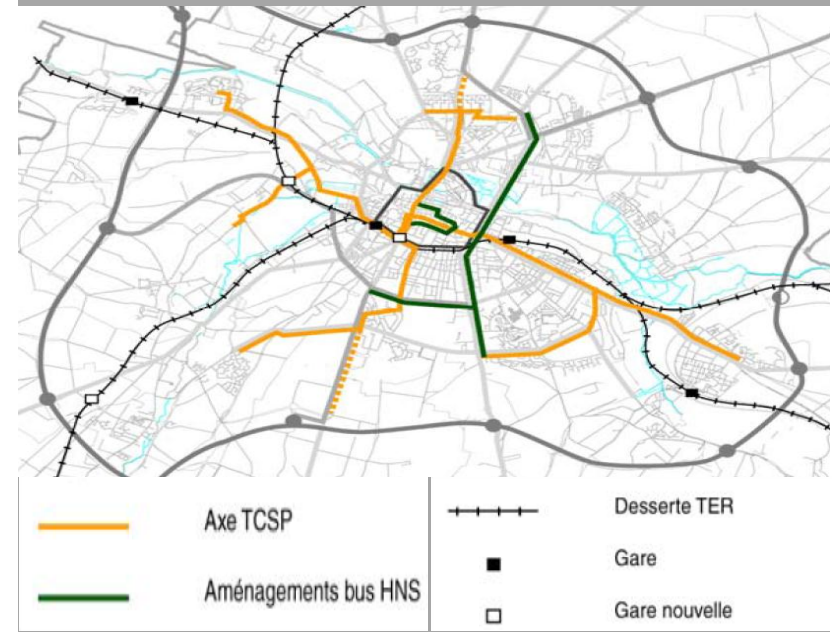 Axe TCSP
Aménagements bus HNS
Desserte TER
Gare
Gare nouvelle